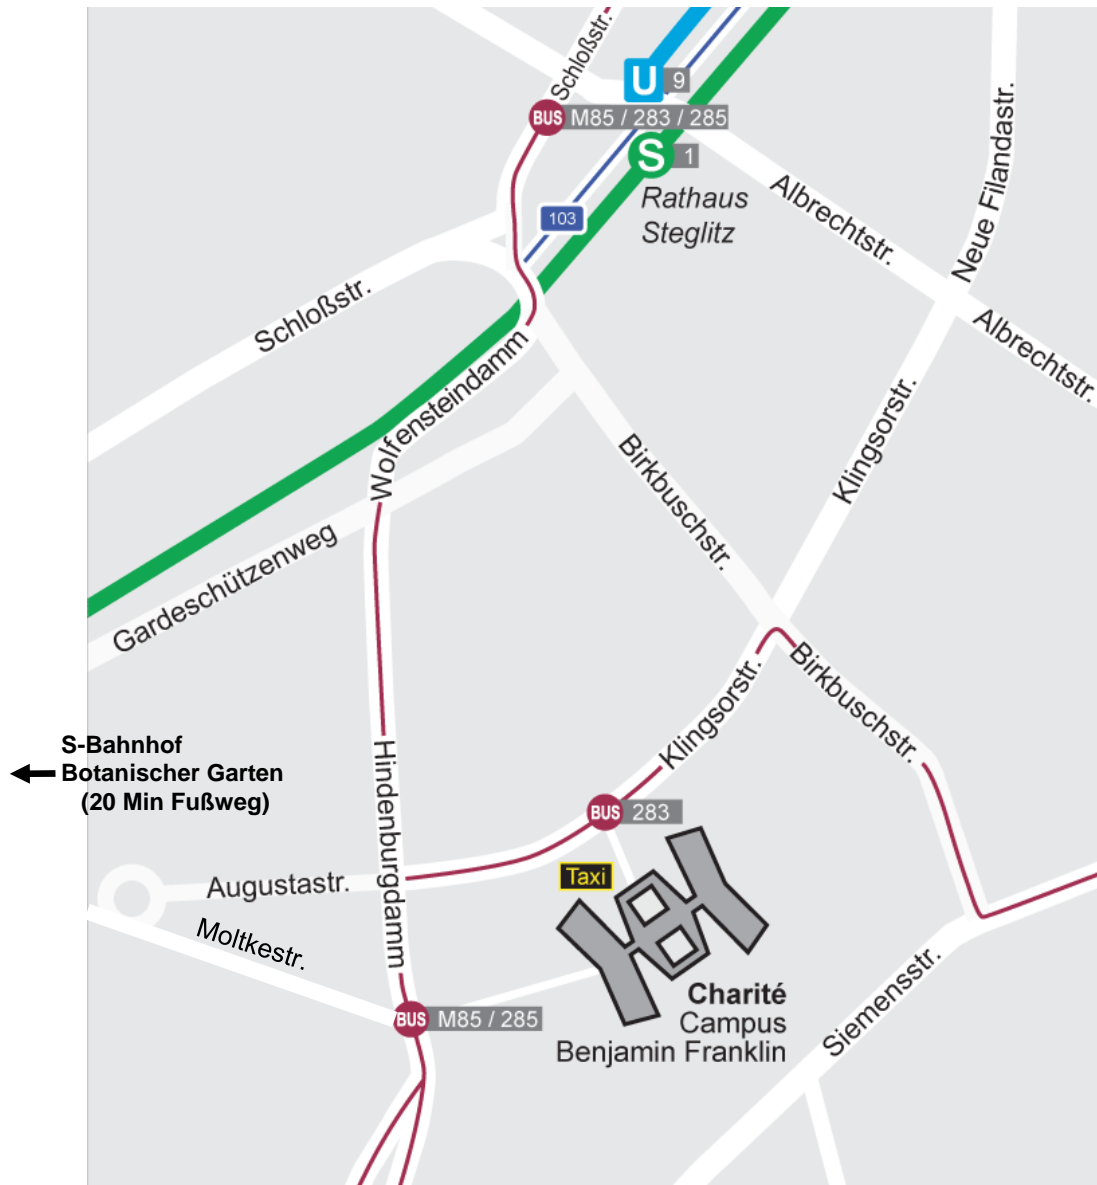 Schloßstr.
U 9
BUS M85 / 283 / 285
S 1
Rathaus
Steglitz
103
Albrechtstr.
Neue Filandastr.
Albrechtstr.
Schloßstr.
Wolfensteindamm
Klingsorstr.
Birkbuschstr.
Gardeschützenweg
Klingsorstr.
Birkbuschstr.
S-Bahnhof
Botanischer Garten
(20 Min Fußweg)
Hindenburgdamm
BUS 283
Taxi
Augustastr.
Moltkestr.
Siemensstr.
BUS M85 / 285
Charité
Campus
Benjamin Franklin